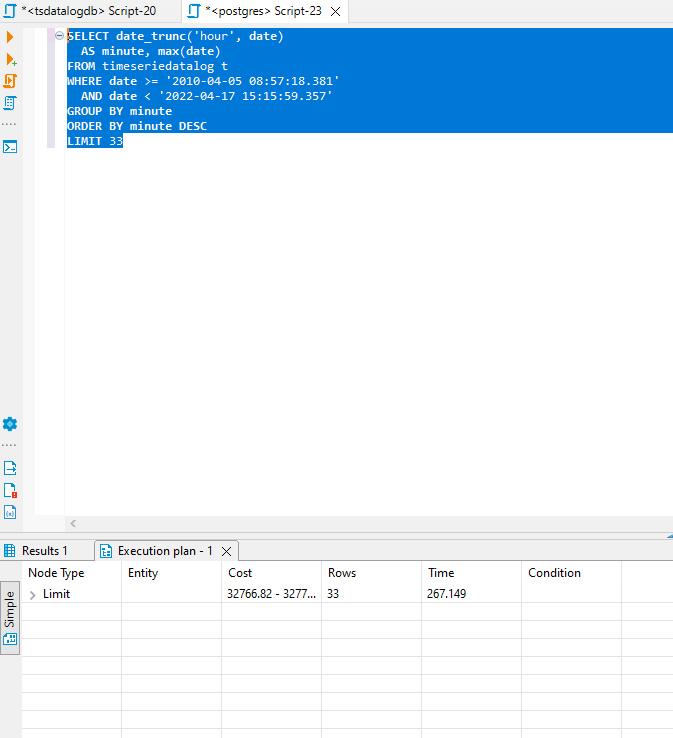 *<tsdatalogdb> Script-20
*<postgres> Script-23
SELECT date_trunc('hour', date)
AS minute, max(date)
FROM timeseriedatalog t
WHERE date >= '2010-04-05 08:57:18.381'
AND date < '2022-04-17 15:15:59.357'
GROUP BY minute
ORDER BY minute DESC
LIMIT 33
Results 1
Execution plan - 1
Simple
Node Type Entity Cost Rows Time Condition
Limit 32766.82 - 3277... 33 267.149